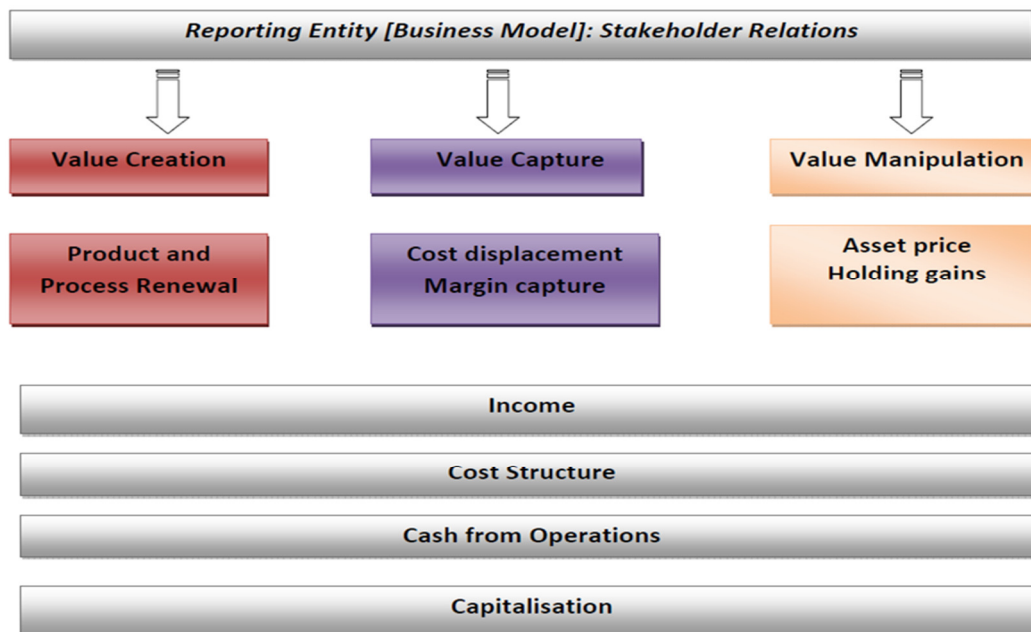 Reporting Entity [Business Model]: Stakeholder Relations
Value Creation
Value Capture
Value Manipulation
Product and
Process Renewal
Cost displacement
Margin capture
Asset price
Holding gains
Income
Cost Structure
Cash from Operations
Capitalisation